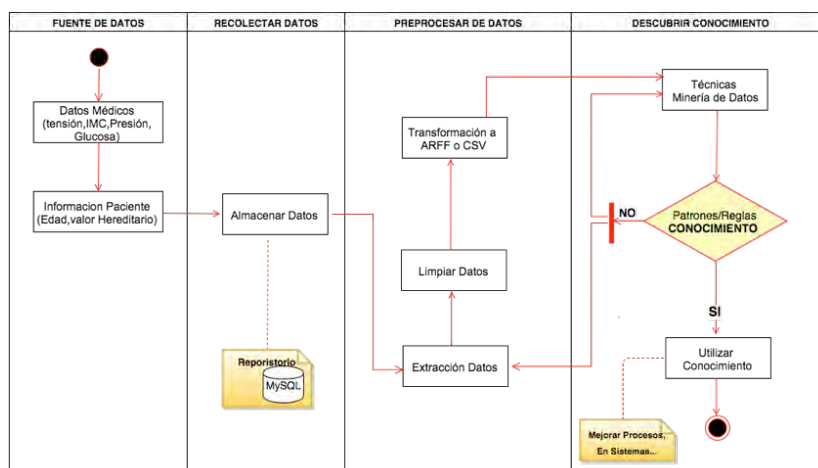 FUENTE DE DATOS
RECOLECTAR DATOS
PREPROCESAR DE DATOS
DESCUBRIR CONOCIMIENTO
Datos Médicos
(tensión,IMC,Presión,
Glucosa)
Informacion Paciente
(Edad,valor Hereditario)
Almacenar Datos
Reporistorio
MySQL
Transformación a
ARFF o CSV
Limpiar Datos
Extracción Datos
Técnicas
Minería de Datos
Patrones/Reglas
CONOCIMIENTO
NO
SI
Utilizar
Conocimiento
Mejorar Procesos,
En Sistemas...